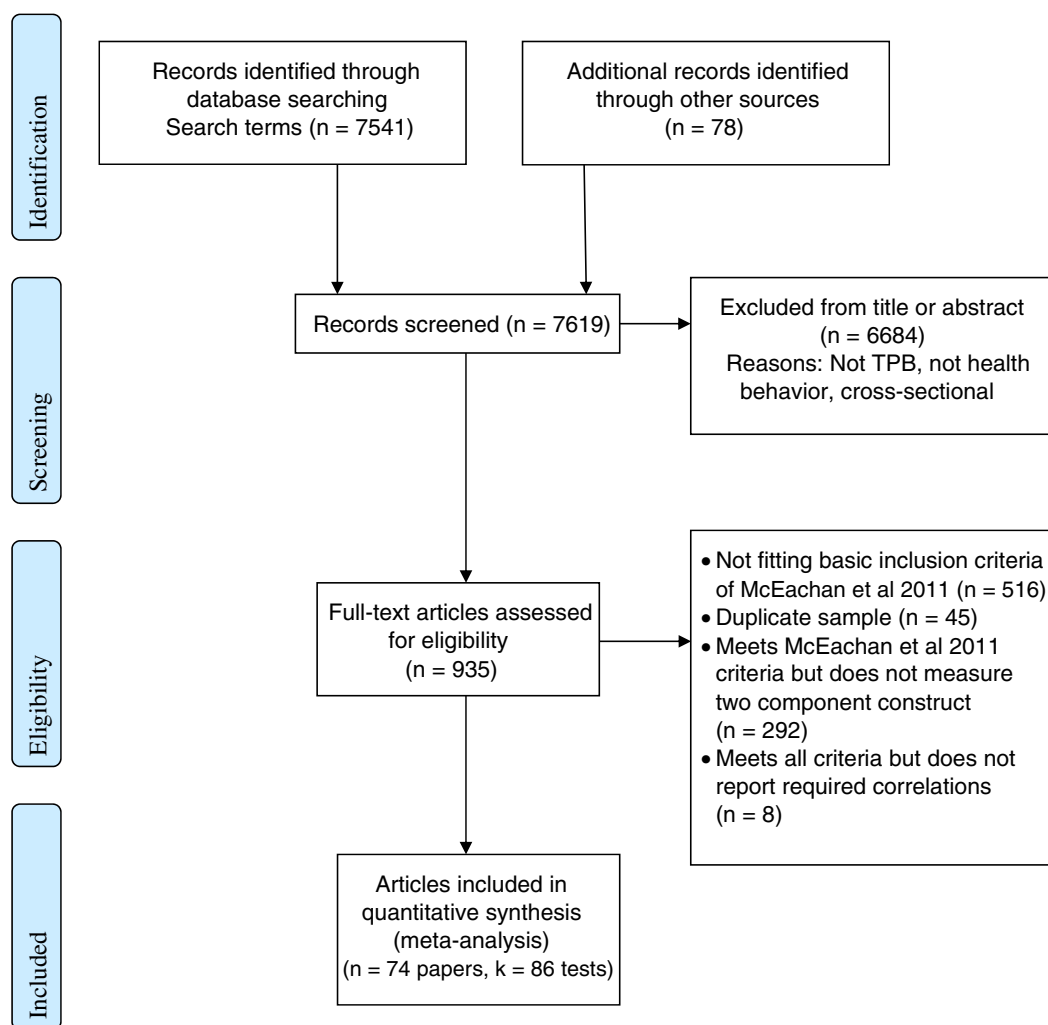 Identification
Records identified through
database searching
Search terms (n = 7541)
Additional records identified
through other sources
(n = 78)
Screening
Records screened (n = 7619)
Excluded from title or abstract
(n = 6684)
Reasons: Not TPB, not health
behavior, cross-sectional
Eligibility
Full-text articles assessed
for eligibility
(n = 935)
• Not fitting basic inclusion criteria
of McEachan et al 2011 (n = 516)
• Duplicate sample (n = 45)
• Meets McEachan et al 2011
criteria but does not measure
two component construct
(n = 292)
• Meets all criteria but does not
report required correlations
(n = 8)
Included
Articles included in
quantitative synthesis
(meta-analysis)
(n = 74 papers, k = 86 tests)